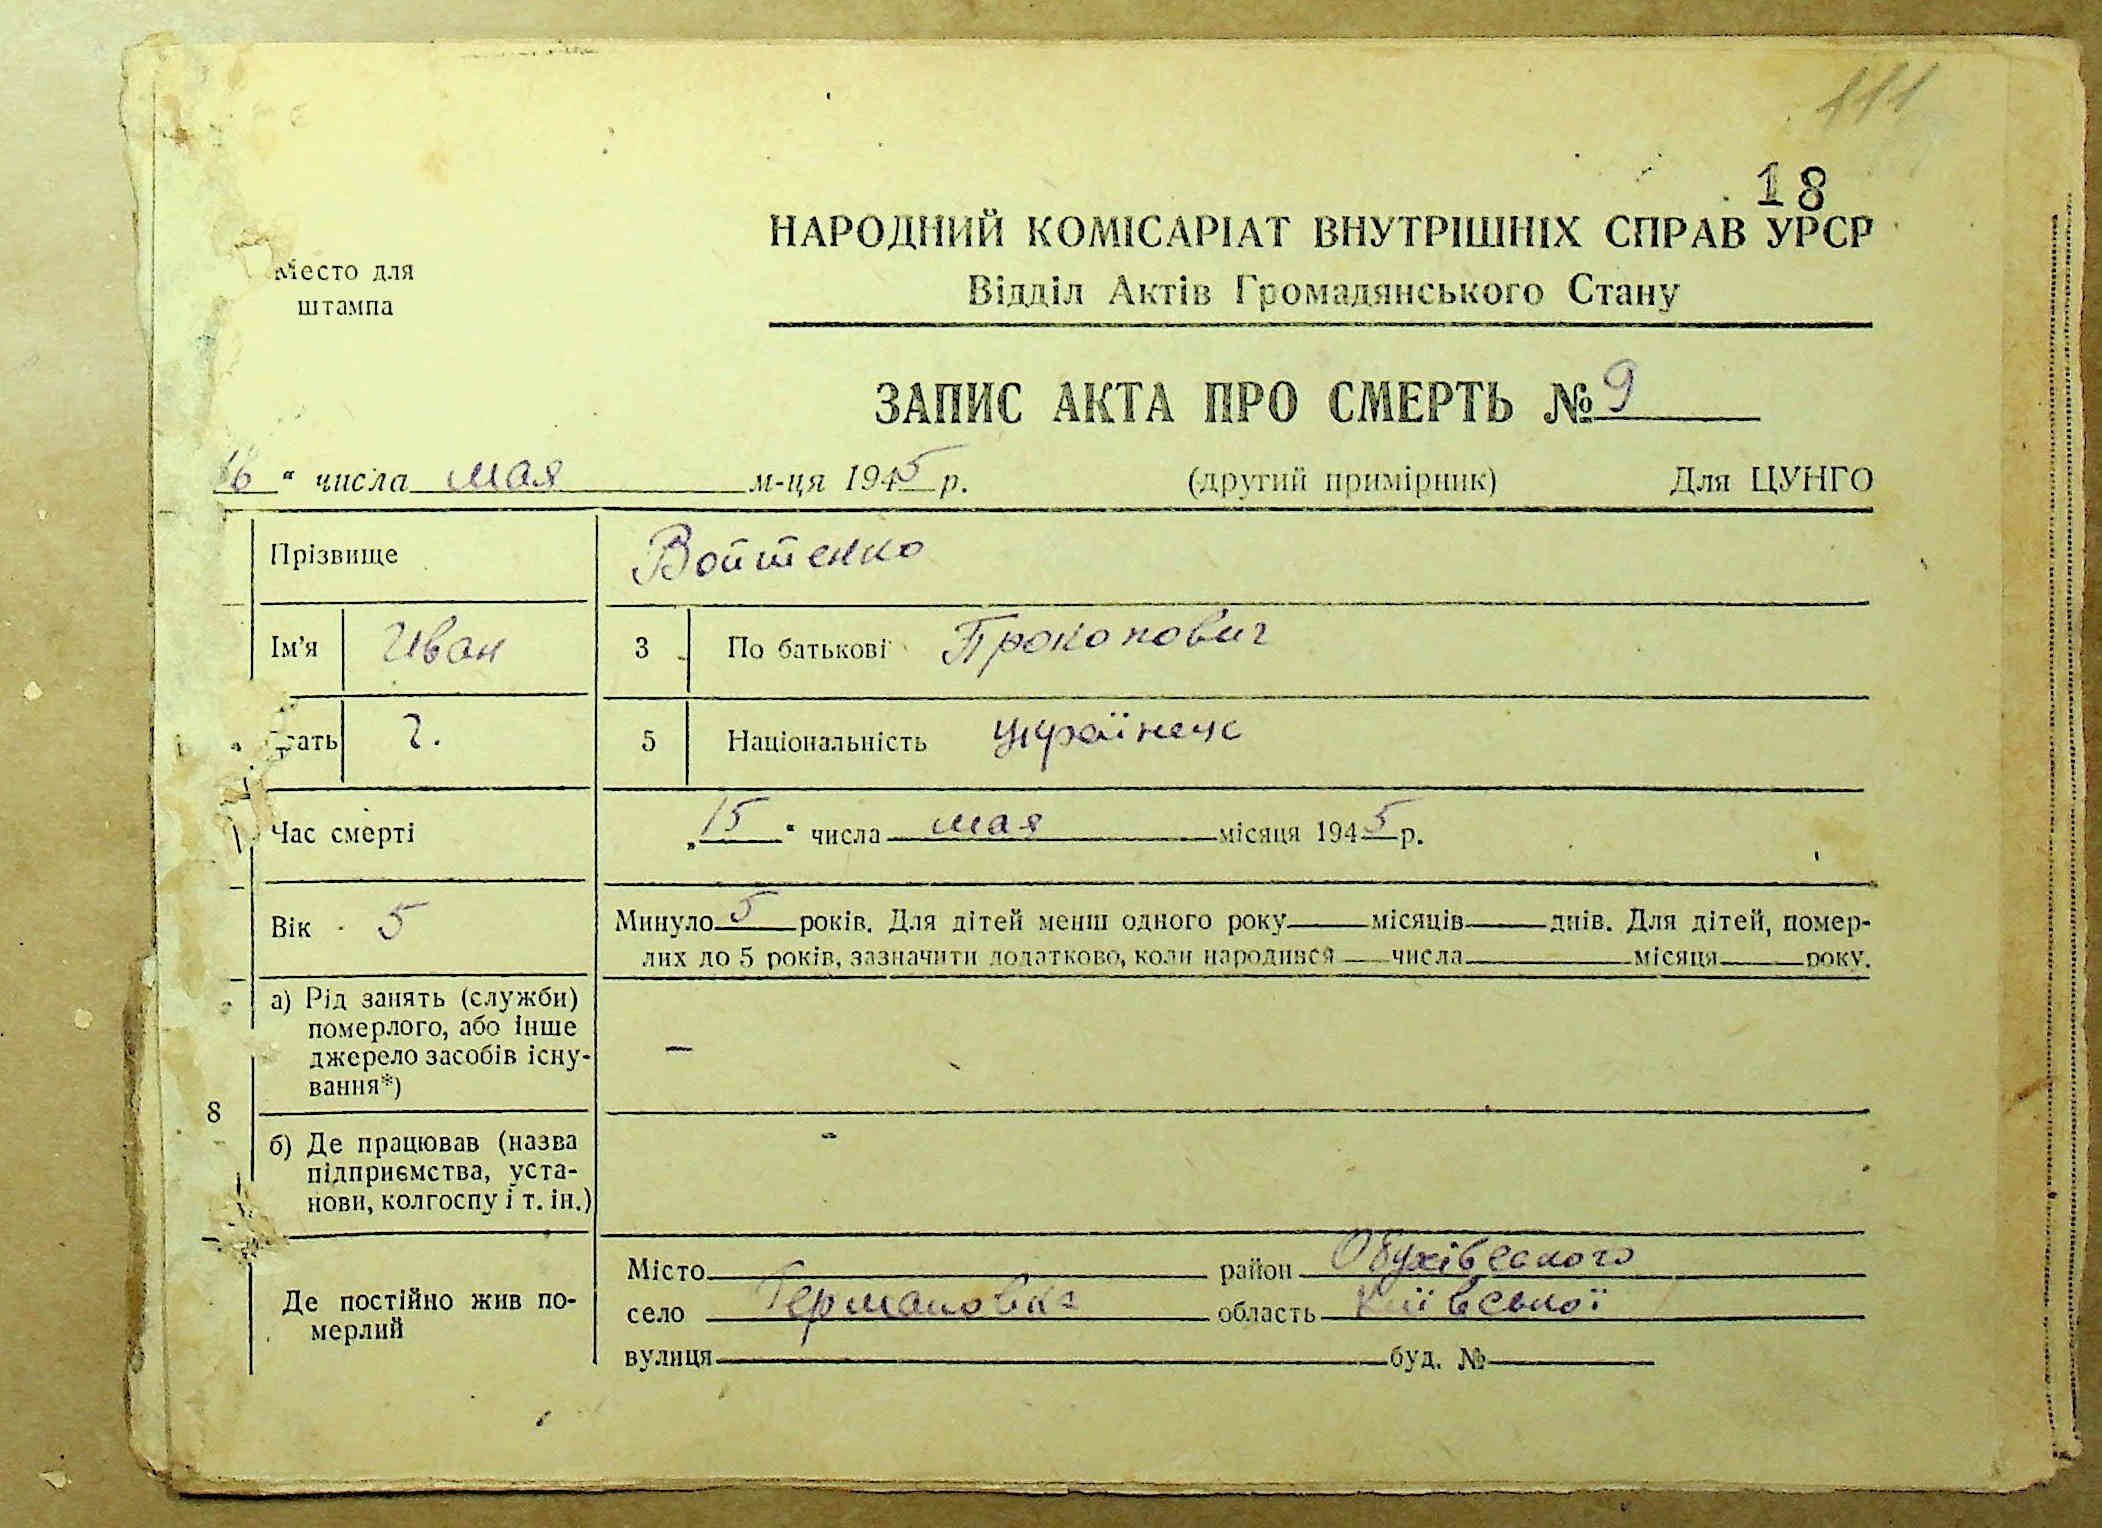 111
18
НАРОДНИЙ КОМІСАРІАТ ВНУТРІШНІХ СПРАВ УРСР
Место для
штампа
Відділ Актів Громадянського Стану
ЗАПИС АКТА ПРО СМЕРТЬ № 9
16 " числа мая м-ця 1945 р. (другий примірник) Для ЦУНГО
Прізвище Войтенко
Ім'я Иван 3 По батькові Прокопович
Стать Ч. 5 Національність українець
Час смерті „15" числа мая місяця 1945 р.
Вік 5 Минуло 5 років. Для дітей менш одного року місяців днів. Для дітей, помер-
лих до 5 років, зазначити додатково, коли народився числа місяця року.
8
а) Рід занять (служби)
померлого, або інше
джерело засобів існу-
вання*) —
б) Де працював (назва
підприємства, уста-
нови, колгоспу і т. ін.) -
Де постійно жив по-
мерлий
Місто район Обухівського
село Германовка область Київської
вулиця буд. №